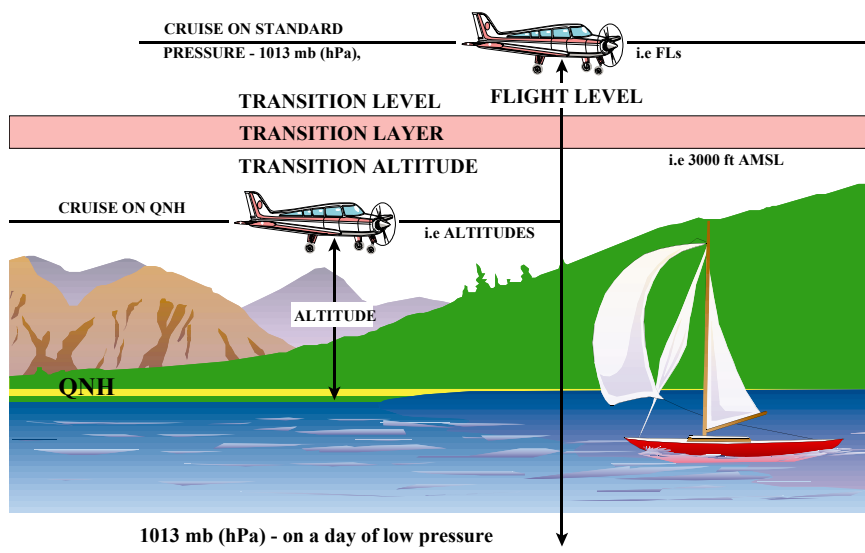 CRUISE ON STANDARD
PRESSURE - 1013 mb (hPa),
i.e FLs
TRANSITION LEVEL
FLIGHT LEVEL
TRANSITION LAYER
TRANSITION ALTITUDE
i.e 3000 ft AMSL
CRUISE ON QNH
i.e ALTITUDES
ALTITUDE
QNH
1013 mb (hPa) - on a day of low pressure